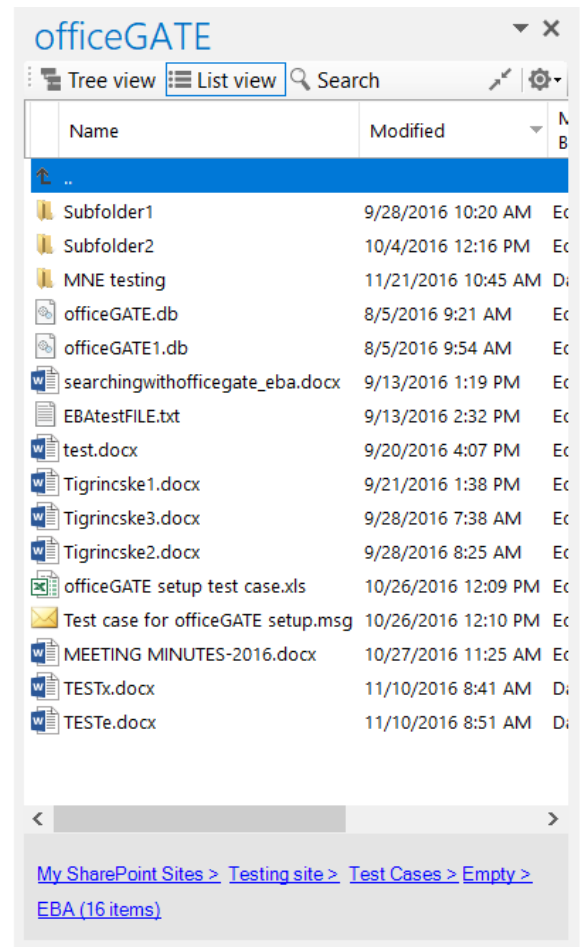 officeGATE
Tree view List view Search
Name Modified
..
Subfolder1 9/28/2016 10:20 AM
Subfolder2 10/4/2016 12:16 PM
MNE testing 11/21/2016 10:45 AM
officeGATE.db 8/5/2016 9:21 AM
officeGATE1.db 8/5/2016 9:54 AM
searchingwithofficegate_eba.docx 9/13/2016 1:19 PM
EBAtestFILE.txt 9/13/2016 2:32 PM
test.docx 9/20/2016 4:07 PM
Tigrincske1.docx 9/21/2016 1:38 PM
Tigrincske3.docx 9/28/2016 7:38 AM
Tigrincske2.docx 9/28/2016 8:25 AM
officeGATE setup test case.xls 10/26/2016 12:09 PM
Test case for officeGATE setup.msg 10/26/2016 12:10 PM
MEETING MINUTES-2016.docx 10/27/2016 11:25 AM
TESTx.docx 11/10/2016 8:41 AM
TESTe.docx 11/10/2016 8:51 AM
My SharePoint Sites > Testing site > Test Cases > Empty >
EBA (16 items)